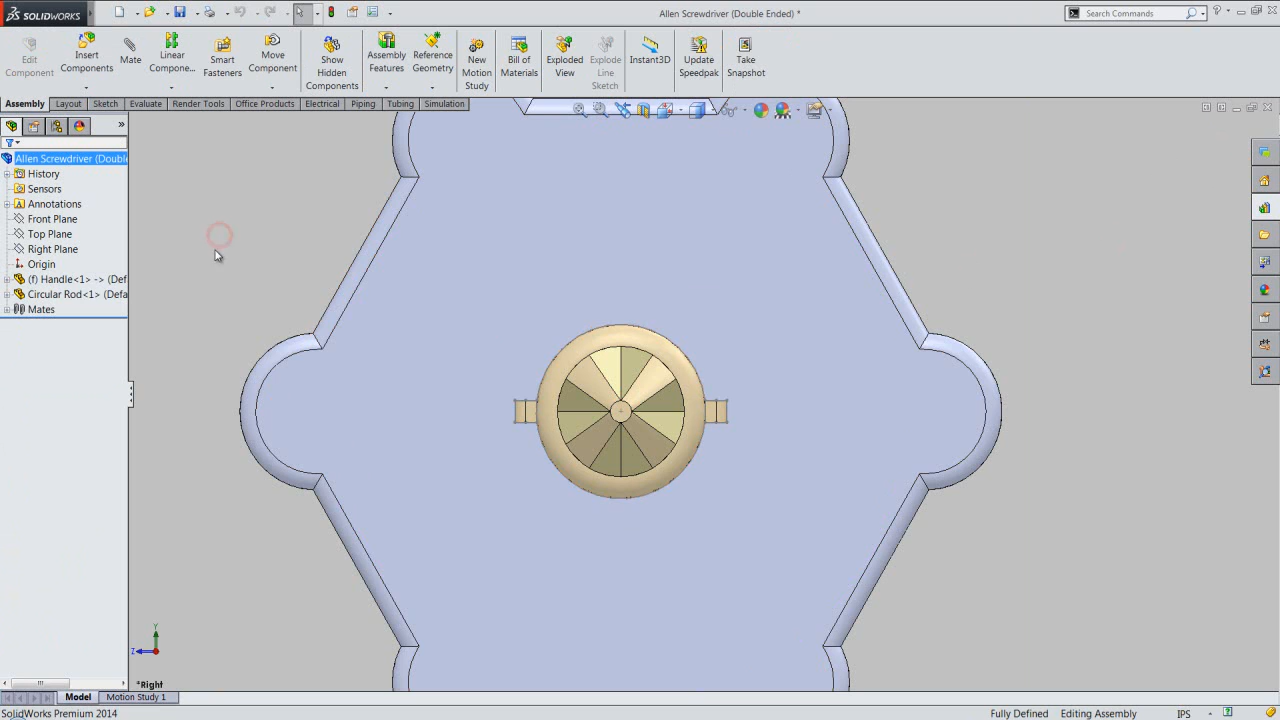 SOLIDWORKS
Allen Screwdriver (Double Ended) *
Search Commands
Edit Component
Insert Components
Mate
Linear Compone...
Smart Fasteners
Move Component
Show Hidden Components
Assembly Features
Reference Geometry
New Motion Study
Bill of Materials
Exploded View
Explode Line Sketch
Instant3D
Update Speedpak
Take Snapshot
Assembly
Layout
Sketch
Evaluate
Render Tools
Office Products
Electrical
Piping
Tubing
Simulation
Allen Screwdriver (Double
History
Sensors
Annotations
Front Plane
Top Plane
Right Plane
Origin
(f) Handle<1> -> (Def
Circular Rod<1> (Defa
Mates
Y
Z
*Right
Model
Motion Study 1
SolidWorks Premium 2014
Fully Defined
Editing Assembly
IPS